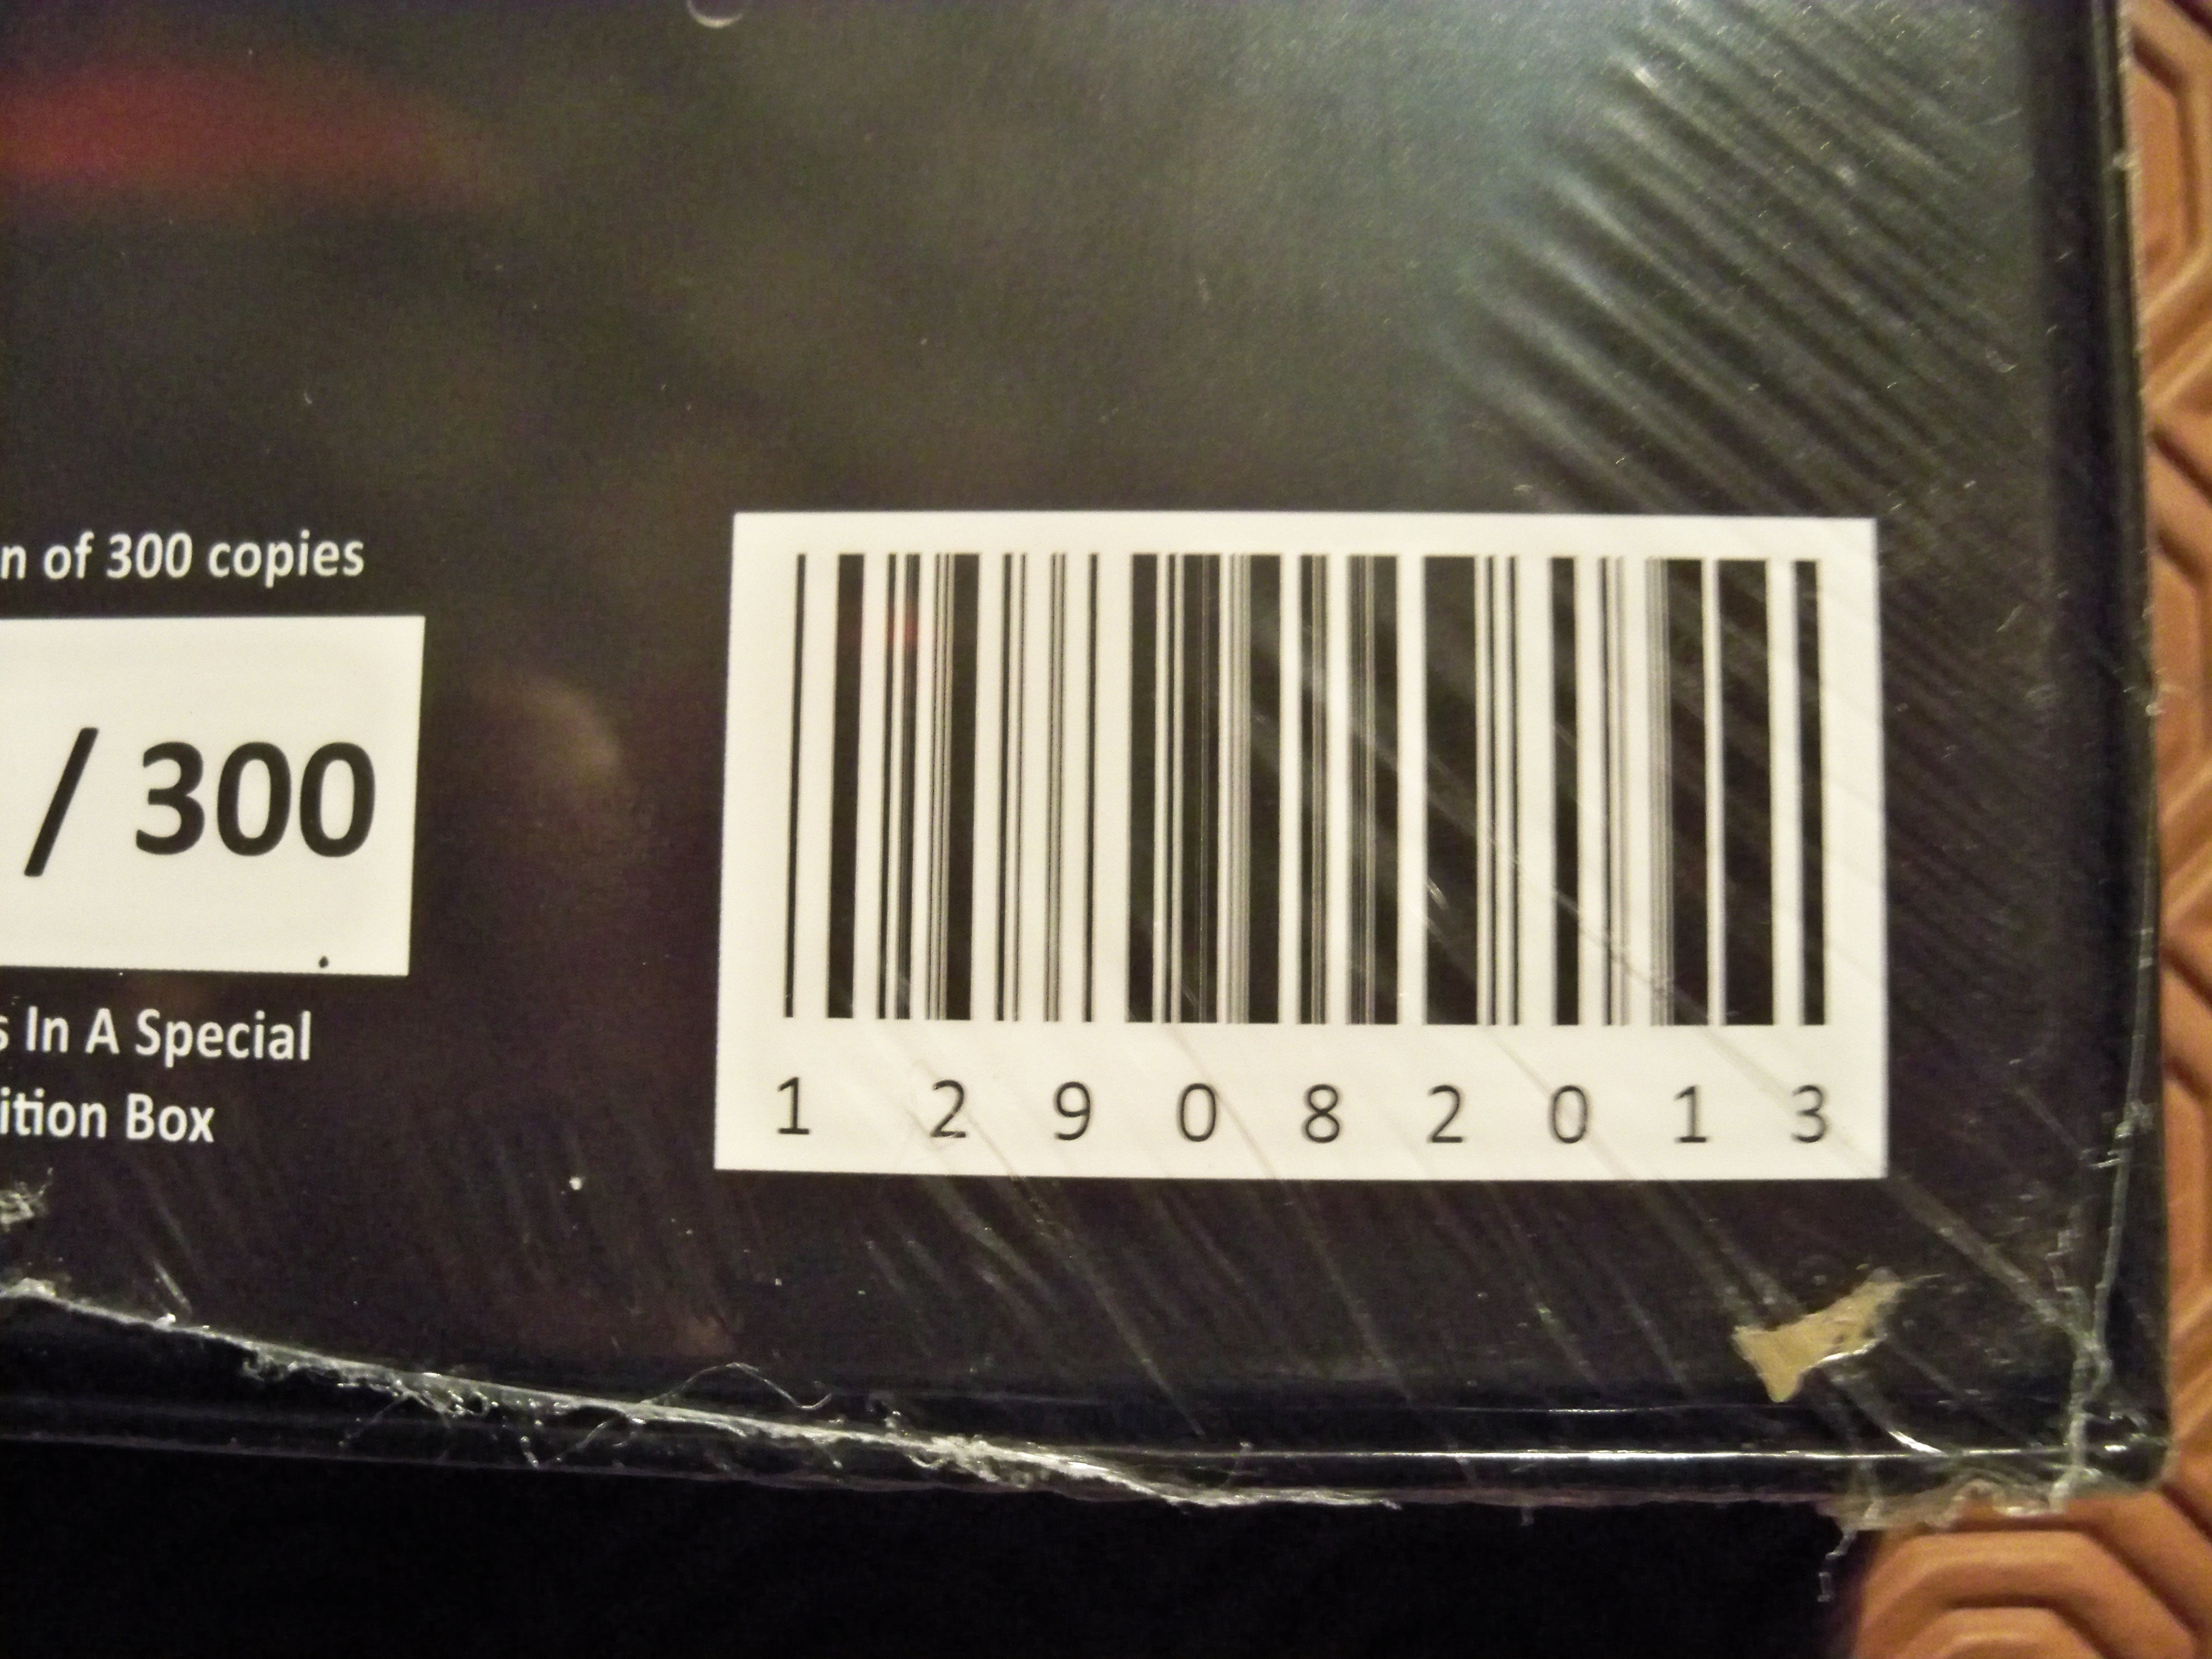 n of 300 copies
/ 300
s In A Special
ition Box
1 2 9 0 8 2 0 1 3